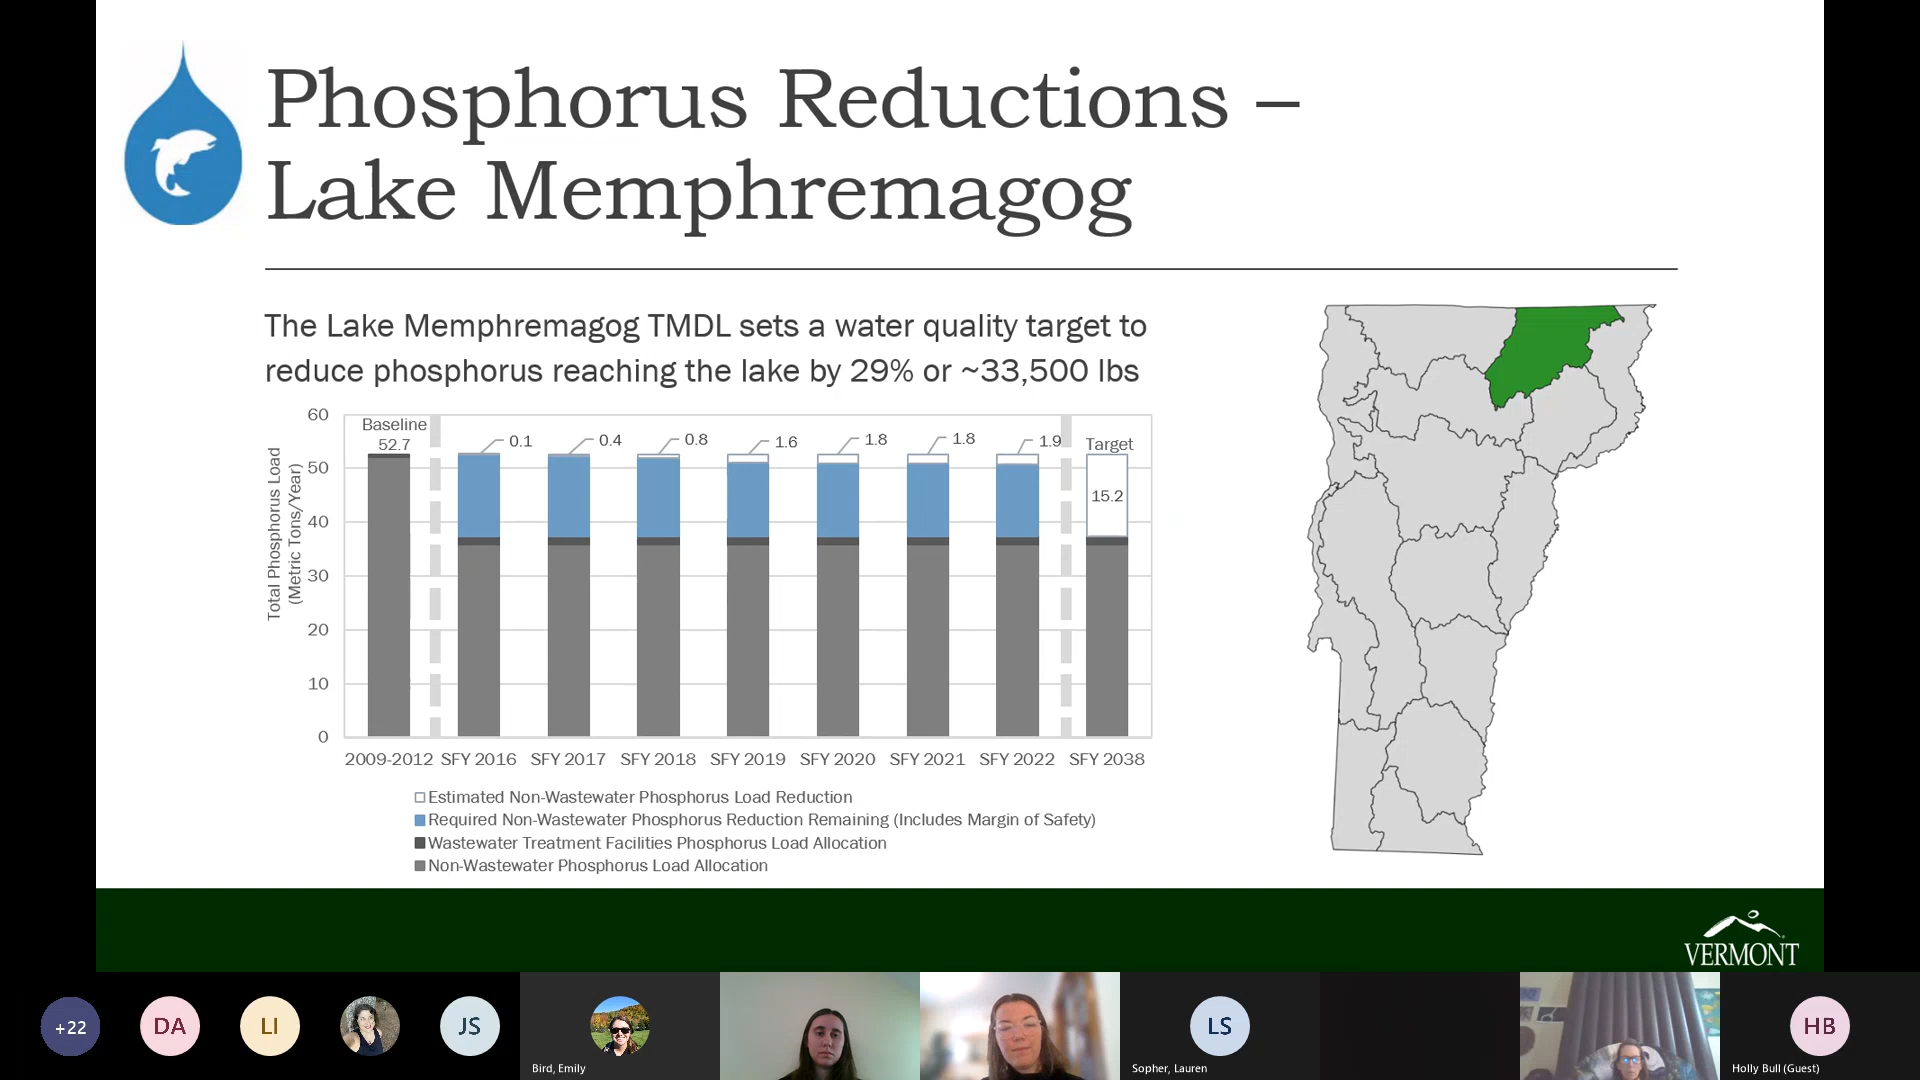 Phosphorus Reductions –
Lake Memphremagog
The Lake Memphremagog TMDL sets a water quality target to
reduce phosphorus reaching the lake by 29% or ~33,500 lbs
Total Phosphorus Load
(Metric Tons/Year)
60
50
40
30
20
10
0
Baseline
52.7
0.1
0.4
0.8
1.6
1.8
1.8
1.9
Target
15.2
2009-2012 SFY 2016 SFY 2017 SFY 2018 SFY 2019 SFY 2020 SFY 2021 SFY 2022 SFY 2038
Estimated Non-Wastewater Phosphorus Load Reduction
Required Non-Wastewater Phosphorus Reduction Remaining (Includes Margin of Safety)
Wastewater Treatment Facilities Phosphorus Load Allocation
Non-Wastewater Phosphorus Load Allocation
VERMONT
+22
DA
LI
JS
Bird, Emily
LS
Sopher, Lauren
HB
Holly Bull (Guest)